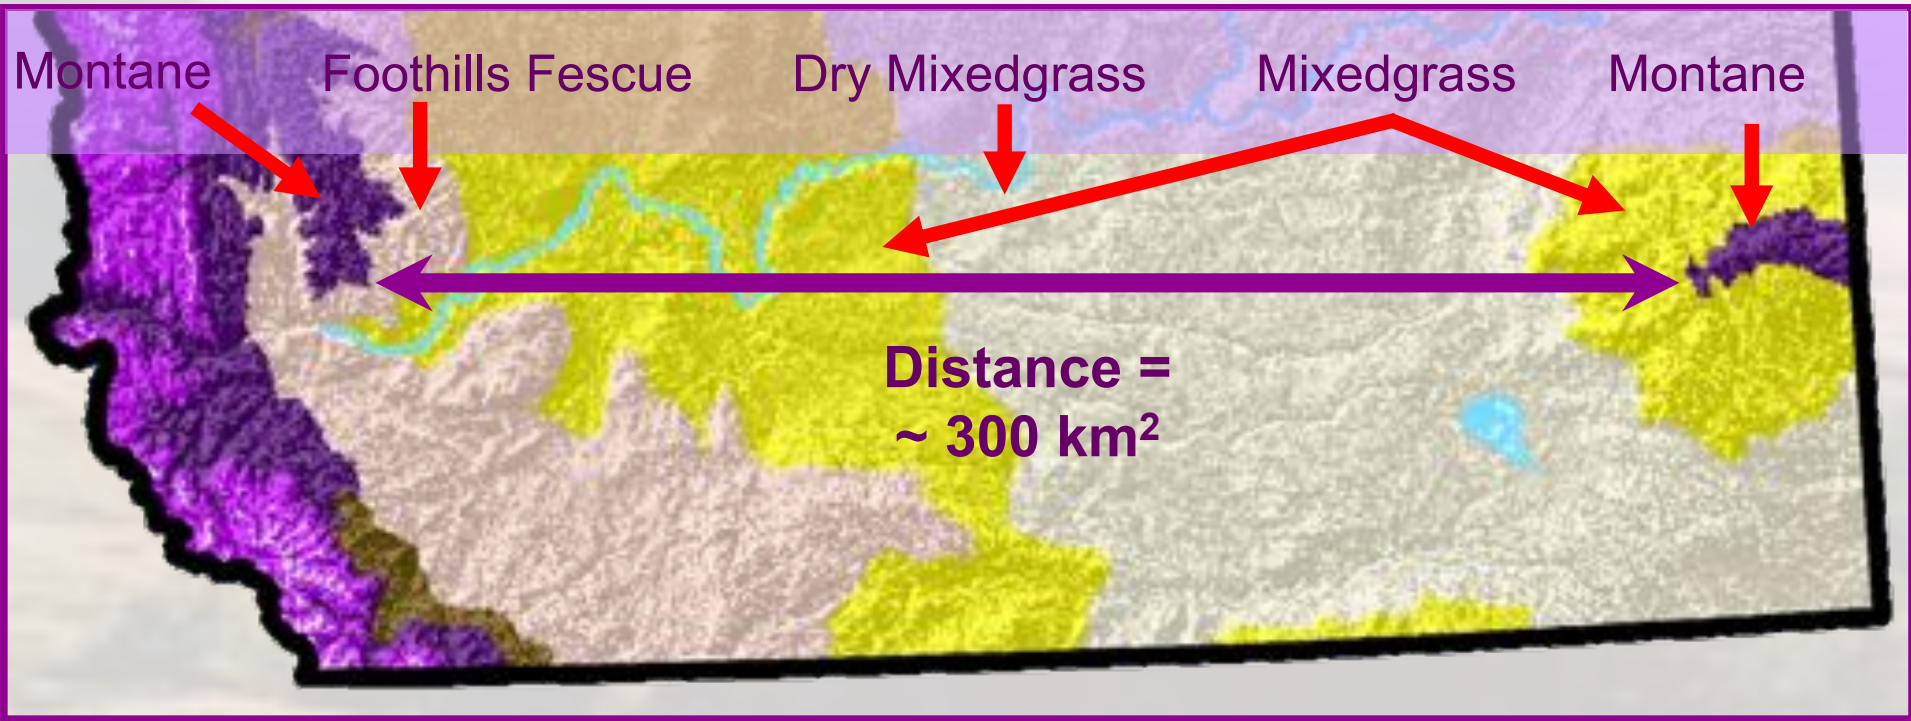 Montane
Foothills Fescue
Dry Mixedgrass
Mixedgrass
Montane
Distance =
~ 300 km²